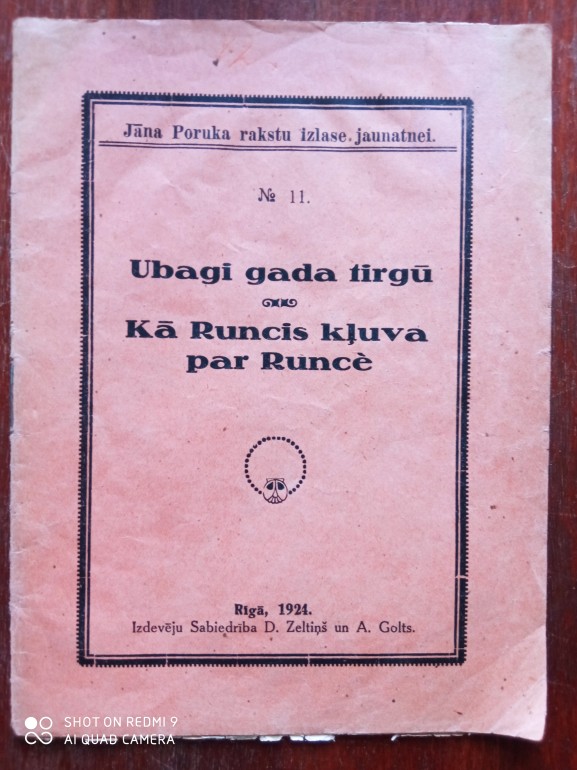 Jāna Poruka rakstu izlase jaunatnei.
№ 11.
Ubagi gada tirgū
Kā Runcis kļuva
par Runcè
Rīgā, 1924.
Izdevēju Sabiedrība D. Zeltiņš un A. Golts.
SHOT ON REDMI 9
AI QUAD CAMERA